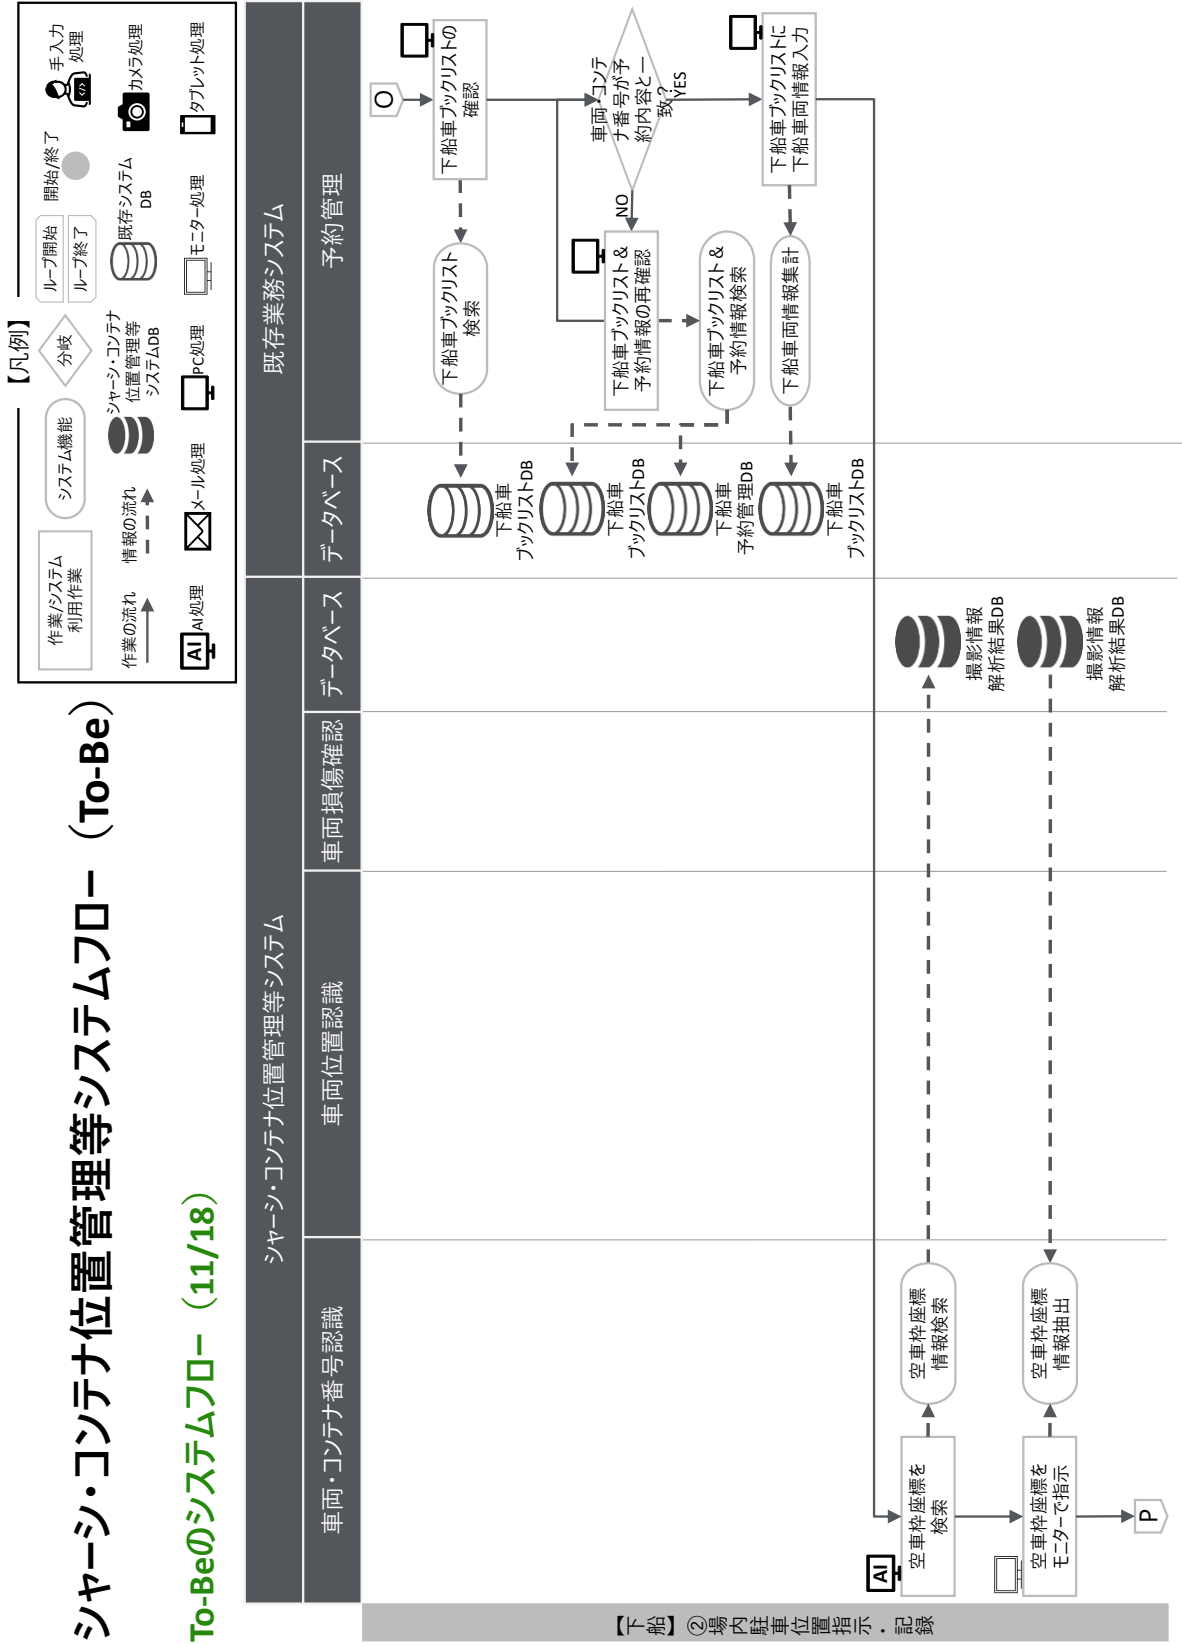 シャーシ・コンテナ位置管理等システムフロー（To-Be）
To-Beのシステムフロー（11/18）
【凡例】
作業/システム
利用作業
システム機能
分岐
ループ開始
ループ終了
開始/終了
手入力
処理
作業の流れ
情報の流れ
シャーシ・コンテナ
位置管理等
システムDB
既存システム
DB
カメラ処理
AI
AI処理
メール処理
PC処理
モニター処理
タブレット処理
シャーシ・コンテナ位置管理等システム
既存業務システム
車両・コンテナ番号認識
車両位置認識
車両損傷確認
データベース
データベース
予約管理
【下船】②場内駐車位置指示・記録
O
下船車ブックリストの
確認
下船車ブックリスト
検索
下船車
ブックリストDB
車両・コンテ
ナ番号が予
約内容と一
致？
YES
NO
下船車ブックリスト＆
予約情報の再確認
下船車ブックリスト＆
予約情報検索
下船車
ブックリストDB
下船車
予約管理DB
下船車ブックリストに
下船車両情報入力
下船車両情報集計
下船車
ブックリストDB
AI
空車枠座標を
検索
空車枠座標
情報検索
撮影情報
解析結果DB
空車枠座標を
モニターで指示
空車枠座標
情報抽出
撮影情報
解析結果DB
P